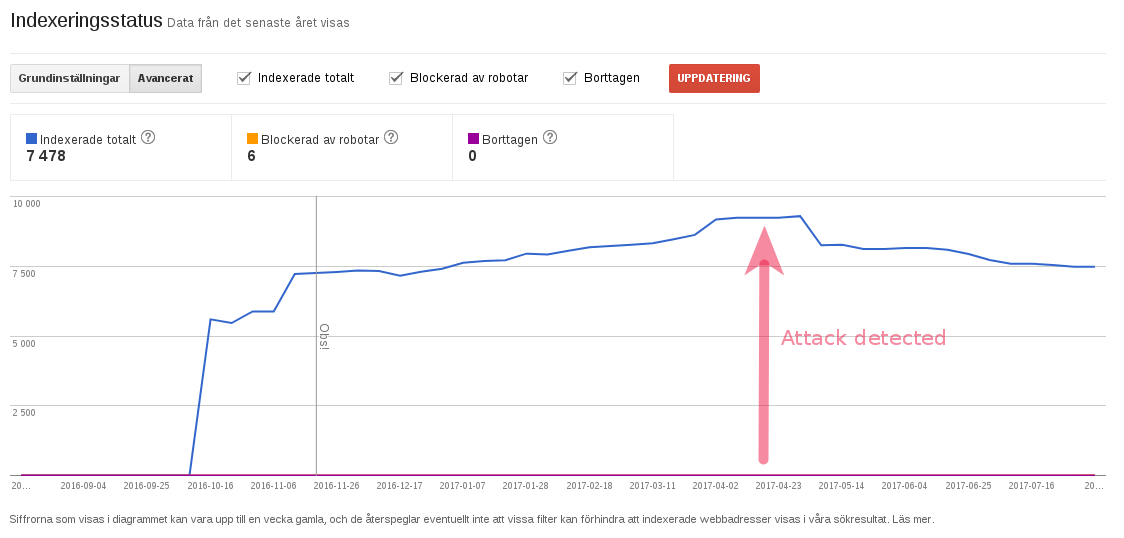 Indexeringsstatus Data från det senaste året visas
Grundinställningar Avancerat Indexerade totalt Blockerad av robotar Borttagen UPPDATERING
Indexerade totalt ? Blockerad av robotar ? Borttagen ?
7 478 6 0
10 000
7 500
5 000
2 500
Obs!
Attack detected
20... 2016-09-04 2016-09-25 2016-10-16 2016-11-06 2016-11-26 2016-12-17 2017-01-07 2017-01-28 2017-02-18 2017-03-11 2017-04-02 2017-04-23 2017-05-14 2017-06-04 2017-06-25 2017-07-16 20...
Siffrorna som visas i diagrammet kan vara upp till en vecka gamla, och de återspeglar eventuellt inte att vissa filter kan förhindra att indexerade webbadresser visas i våra sökresultat. Läs mer.